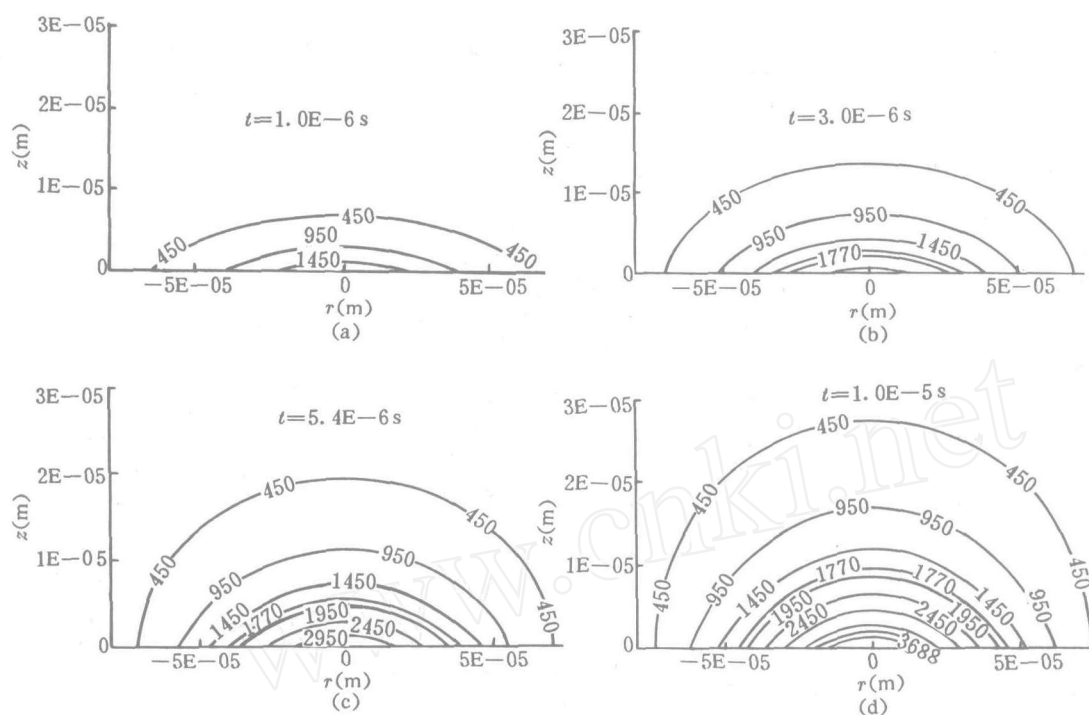 3E−05
2E−05
1E−05
0
z(m)
t=1.0E−6 s
450
450
450
950
1450
−5E−05
0
5E−05
r(m)
(a)
3E−05
2E−05
1E−05
0
z(m)
t=3.0E−6 s
450
450
950
950
1450
1770
−5E−05
0
5E−05
r(m)
(b)
3E−05
2E−05
1E−05
0
z(m)
t=5.4E−6 s
450
450
450
450
950
950
1450
1450
1770
1950
2450
2950
−5E−05
0
5E−05
r(m)
(c)
t=1.0E−5 s
3E−05
2E−05
1E−05
0
z(m)
450
450
450
450
450
950
950
950
950
1450
1450
1770
1770
1950
1950
2450
2450
3688
−5E−05
0
5E−05
r(m)
(d)
www.cnki.net